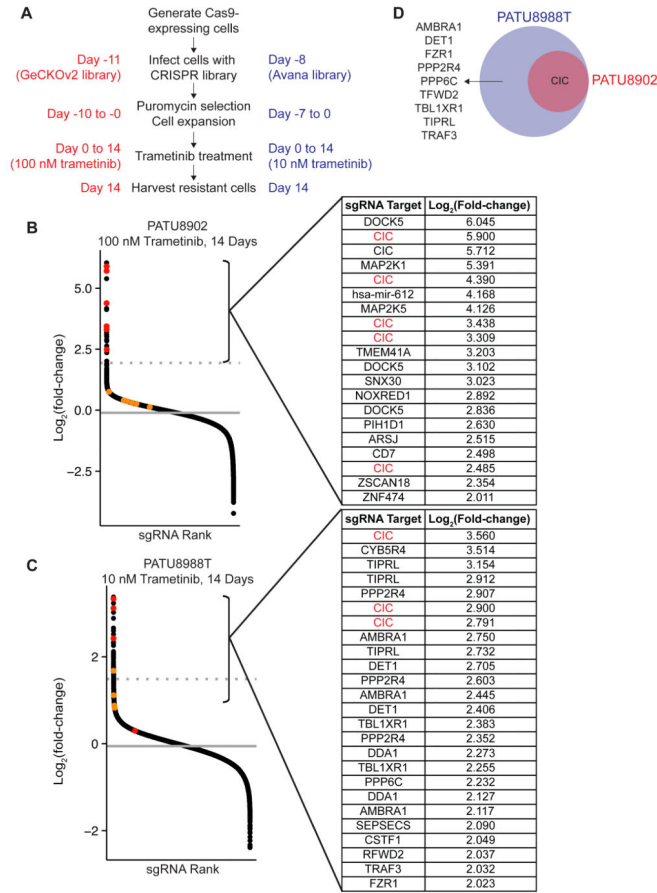 A
Generate Cas9-
expressing cells
Day -11
(GeCKOv2 library)
Infect cells with
CRISPR library
Day -8
(Avana library)
Day -10 to -0
Puromycin selection
Cell expansion
Day -7 to 0
Day 0 to 14
(100 nM trametinib)
Trametinib treatment
Day 0 to 14
(10 nM trametinib)
Day 14
Harvest resistant cells
Day 14
D
PATU8988T
AMBRA1
DET1
FZR1
PPP2R4
PPP6C
TFWD2
TBL1XR1
TIPRL
TRAF3
CIC
PATU8902
B
PATU8902
100 nM Trametinib, 14 Days
Log2(fold-change)
5.0
2.5
0.0
−2.5
sgRNA Rank
sgRNA Target Log2(Fold-change)
DOCK5 6.045
CIC 5.900
CIC 5.712
MAP2K1 5.391
CIC 4.390
hsa-mir-612 4.168
MAP2K5 4.126
CIC 3.438
CIC 3.309
TMEM41A 3.203
DOCK5 3.102
SNX30 3.023
NOXRED1 2.892
DOCK5 2.836
PIH1D1 2.630
ARSJ 2.515
CD7 2.498
CIC 2.485
ZSCAN18 2.354
ZNF474 2.011
C
PATU8988T
10 nM Trametinib, 14 Days
Log2(fold-change)
2
0
−2
sgRNA Rank
sgRNA Target Log2(Fold-change)
CIC 3.560
CYB5R4 3.514
TIPRL 3.154
TIPRL 2.912
PPP2R4 2.907
CIC 2.900
CIC 2.791
AMBRA1 2.750
TIPRL 2.732
DET1 2.705
PPP2R4 2.603
AMBRA1 2.445
DET1 2.406
TBL1XR1 2.383
PPP2R4 2.352
DDA1 2.273
TBL1XR1 2.255
PPP6C 2.232
DDA1 2.127
AMBRA1 2.117
SEPSECS 2.090
CSTF1 2.049
RFWD2 2.037
TRAF3 2.032
FZR1 2.023